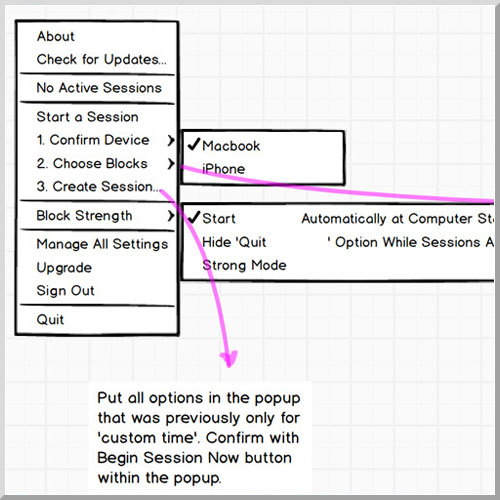 About
Check for Updates...
No Active Sessions
Start a Session
1. Confirm Device
2. Choose Blocks
3. Create Session...
Block Strength
Manage All Settings
Upgrade
Sign Out
Quit
Macbook
iPhone
Start Automatically at Computer Sta
Hide 'Quit ' Option While Sessions A
Strong Mode
Put all options in the popup
that was previously only for
'custom time'. Confirm with
Begin Session Now button
within the popup.